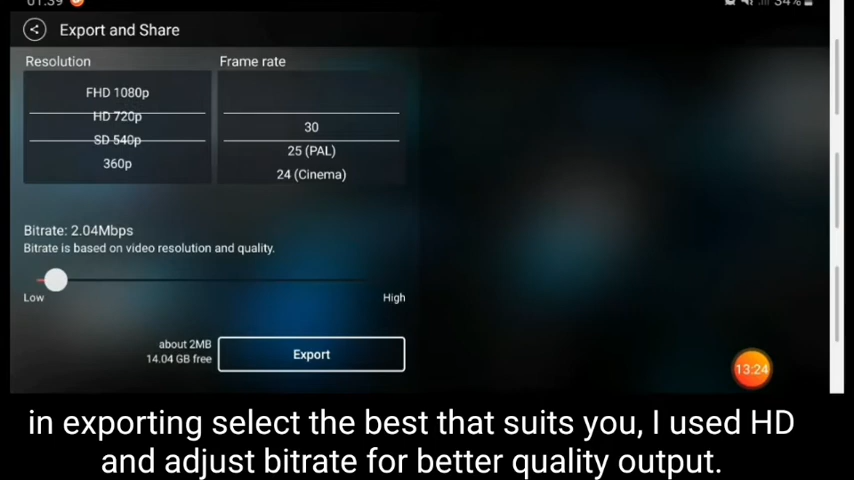 01:39
34%
Export and Share
Resolution
Frame rate
FHD 1080p
HD 720p
SD 540p
360p
30
25 (PAL)
24 (Cinema)
Bitrate: 2.04Mbps
Bitrate is based on video resolution and quality.
Low
High
about 2MB
14.04 GB free
Export
13:24
in exporting select the best that suits you, I used HD
and adjust bitrate for better quality output.